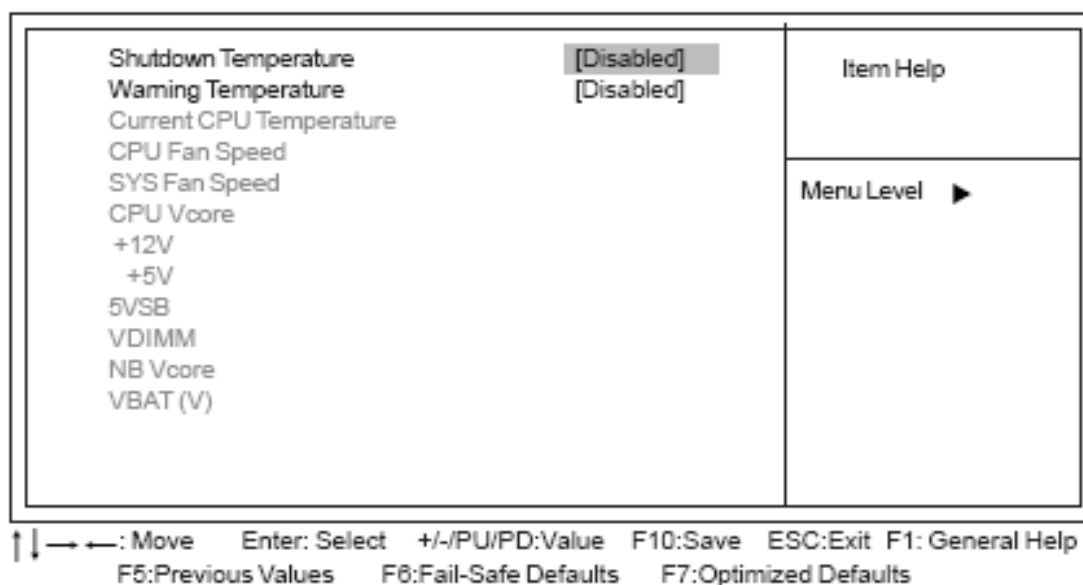 Shutdown Temperature [Disabled]
Warning Temperature [Disabled]
Current CPU Temperature
CPU Fan Speed
SYS Fan Speed
CPU Vcore
+12V
+5V
5VSB
VDIMM
NB Vcore
VBAT (V)
Item Help
Menu Level ▶
↑↓→←: Move Enter: Select +/-/PU/PD:Value F10:Save ESC:Exit F1: General Help
F5:Previous Values F6:Fail-Safe Defaults F7:Optimized Defaults